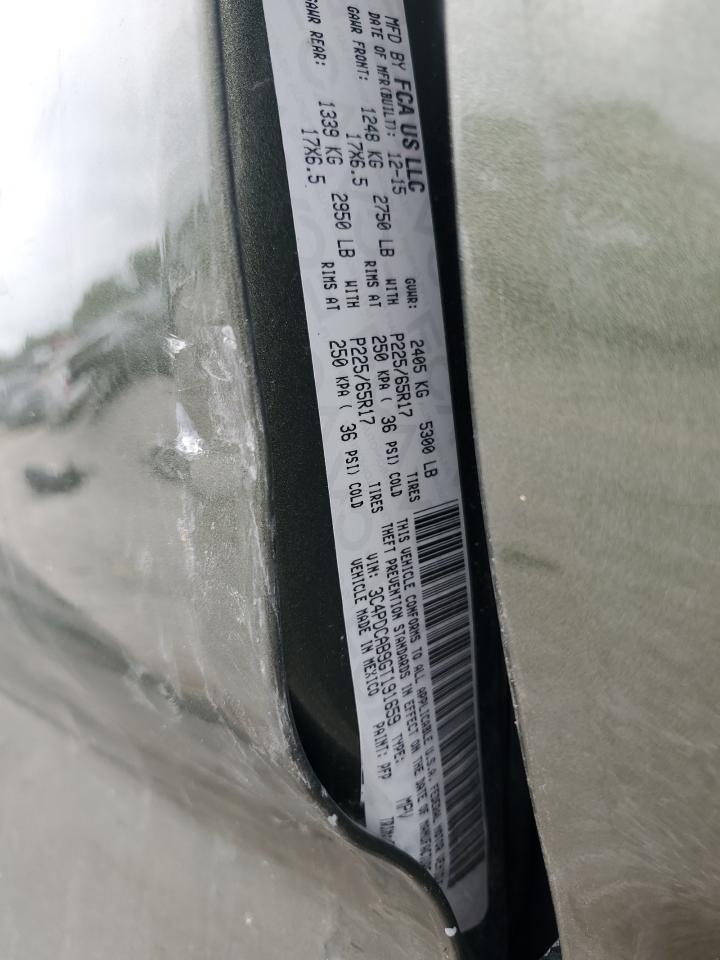 MFD BY FCA US LLC
DATE OF MFR(BUILT): 12-15 GVWR: 2405 KG 5300 LB
GAWR FRONT: 1248 KG 2750 LB WITH P225/65R17 TIRES
17X6.5 RIMS AT 250 KPA ( 36 PSI) COLD
GAWR REAR: 1339 KG 2950 LB WITH P225/65R17 TIRES
17X6.5 RIMS AT 250 KPA ( 36 PSI) COLD
THIS VEHICLE CONFORMS TO ALL APPLICABLE U.S.A. FEDERAL MOTOR
THEFT PREVENTION STANDARDS IN EFFECT ON THE DATE OF
VIN: 3C4PDCAB9GT191659 TYPE: MPV
VEHICLE MADE IN MEXICO PAINT: PFP